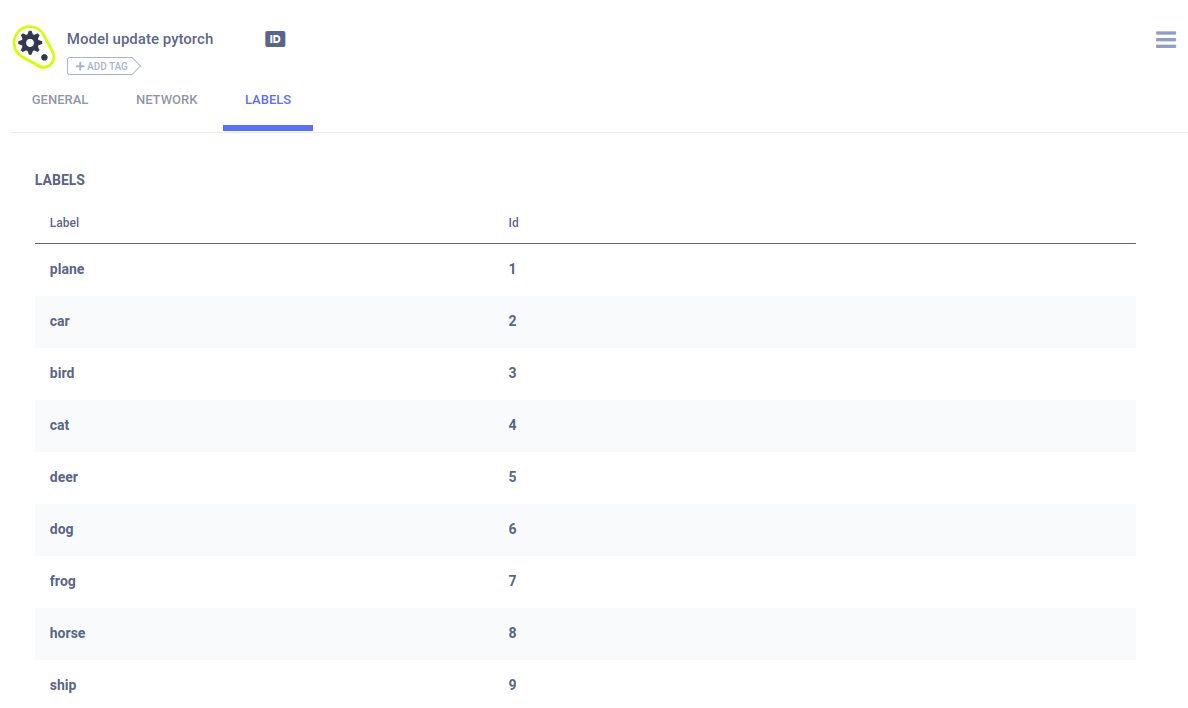 Model update pytorch ID
+ ADD TAG
GENERAL NETWORK LABELS
LABELS
Label Id
plane 1
car 2
bird 3
cat 4
deer 5
dog 6
frog 7
horse 8
ship 9